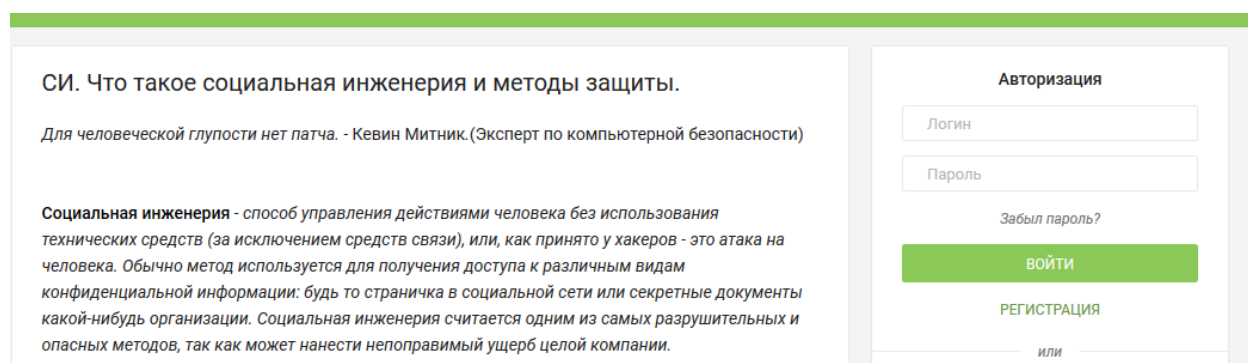 СИ. Что такое социальная инженерия и методы защиты.
Для человеческой глупости нет патча. - Кевин Митник.(Эксперт по компьютерной безопасности)
Социальная инженерия - способ управления действиями человека без использования
технических средств (за исключением средств связи), или, как принято у хакеров - это атака на
человека. Обычно метод используется для получения доступа к различным видам
конфиденциальной информации: будь то страничка в социальной сети или секретные документы
какой-нибудь организации. Социальная инженерия считается одним из самых разрушительных и
опасных методов, так как может нанести непоправимый ущерб целой компании.
Авторизация
Логин
Пароль
Забыл пароль?
ВОЙТИ
РЕГИСТРАЦИЯ
или